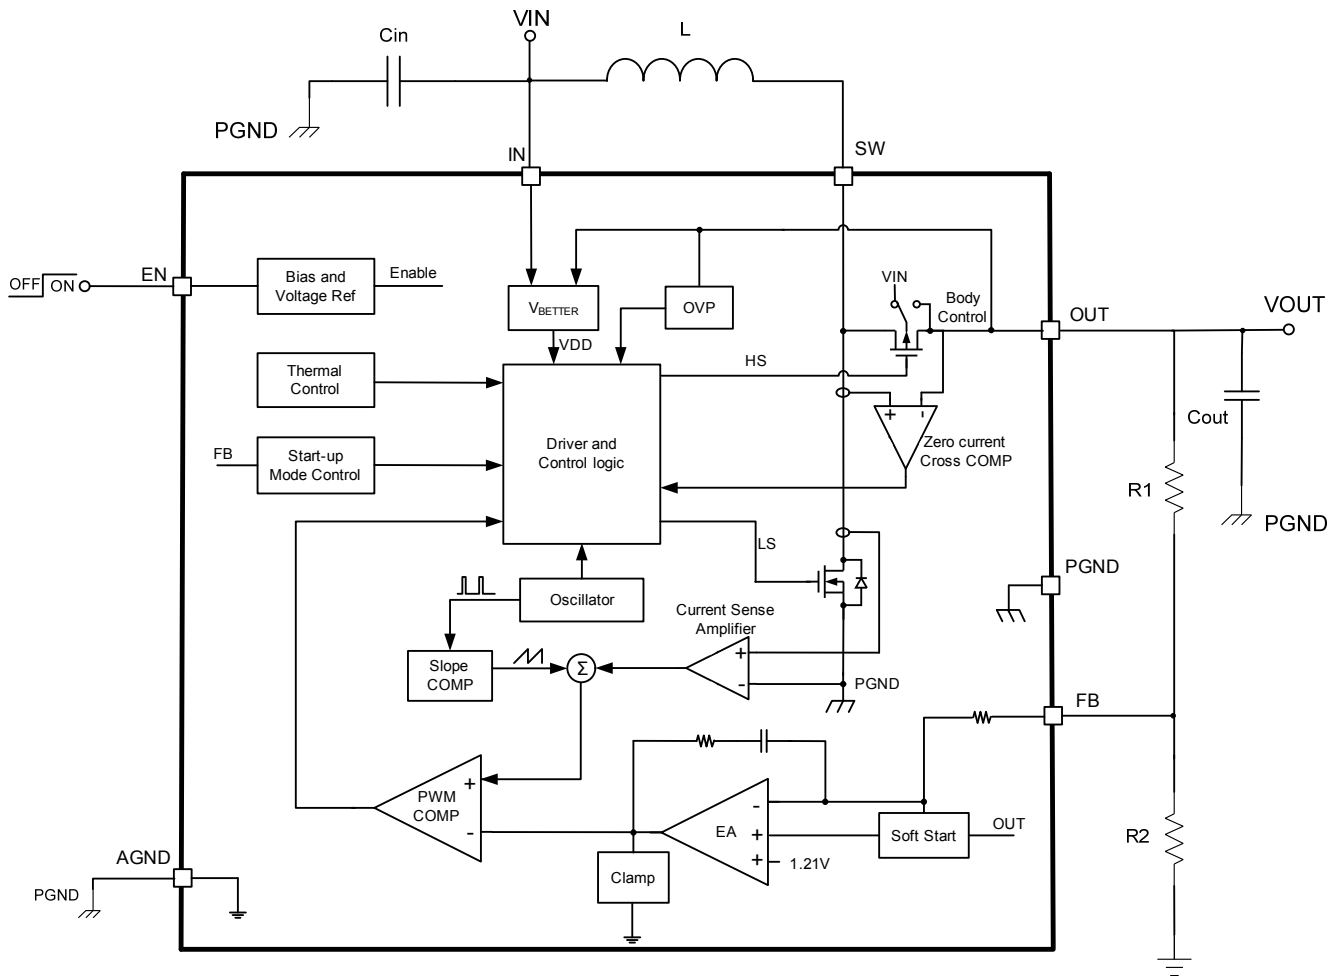 VIN
Cin
L
PGND
IN
SW
EN
OFF
ON
Bias and
Voltage Ref
Enable
VBETTER
OVP
VIN
Body
Control
OUT
VOUT
VDD
Thermal
Control
HS
Cout
+
-
FB
Start-up
Mode Control
Driver and
Control logic
Zero current
Cross COMP
R1
PGND
LS
PGND
Oscillator
Current Sense
Amplifier
Slope
COMP
Σ
+
-
PGND
FB
PWM
COMP
+
-
EA
-
+
+
1.21V
Soft Start
OUT
R2
Clamp
AGND
PGND